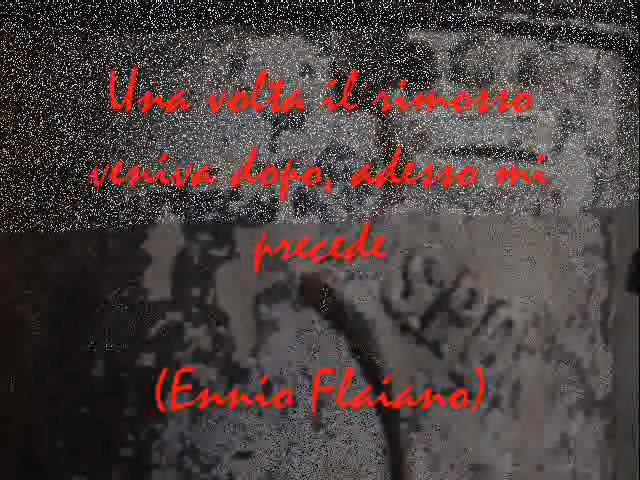 Una volta il rimosso
veniva dopo, adesso mi
precede
(Ennio Flaiano)